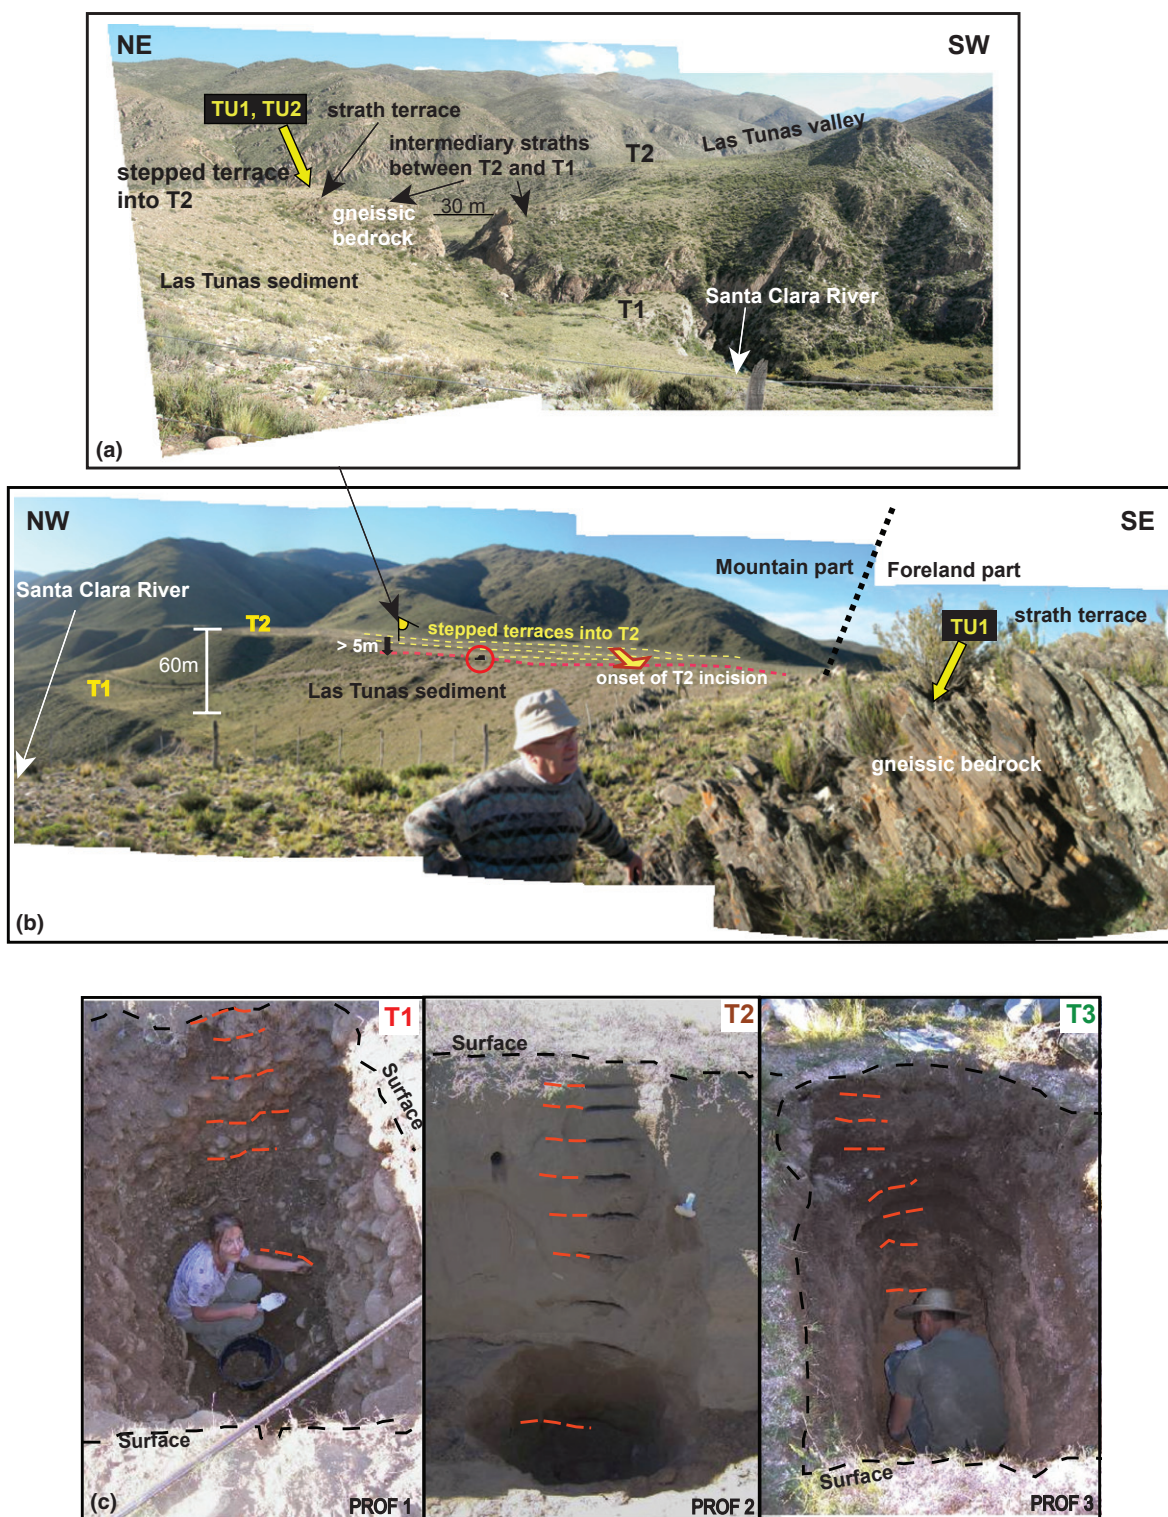 NE
SW
TU1, TU2
strath terrace
Las Tunas valley
intermediary straths
between T2 and T1
T2
stepped terrace
into T2
30 m
gneissic
bedrock
Las Tunas sediment
Santa Clara River
T1
(a)
NW
SE
Mountain part
Foreland part
Santa Clara River
strath terrace
TU1
T2
stepped terraces into T2
> 5m
60m
T1
Las Tunas sediment
onset of T2 incision
gneissic bedrock
(b)
T1
Surface
Surface
(c)
PROF 1
T2
Surface
PROF 2
T3
Surface
PROF 3